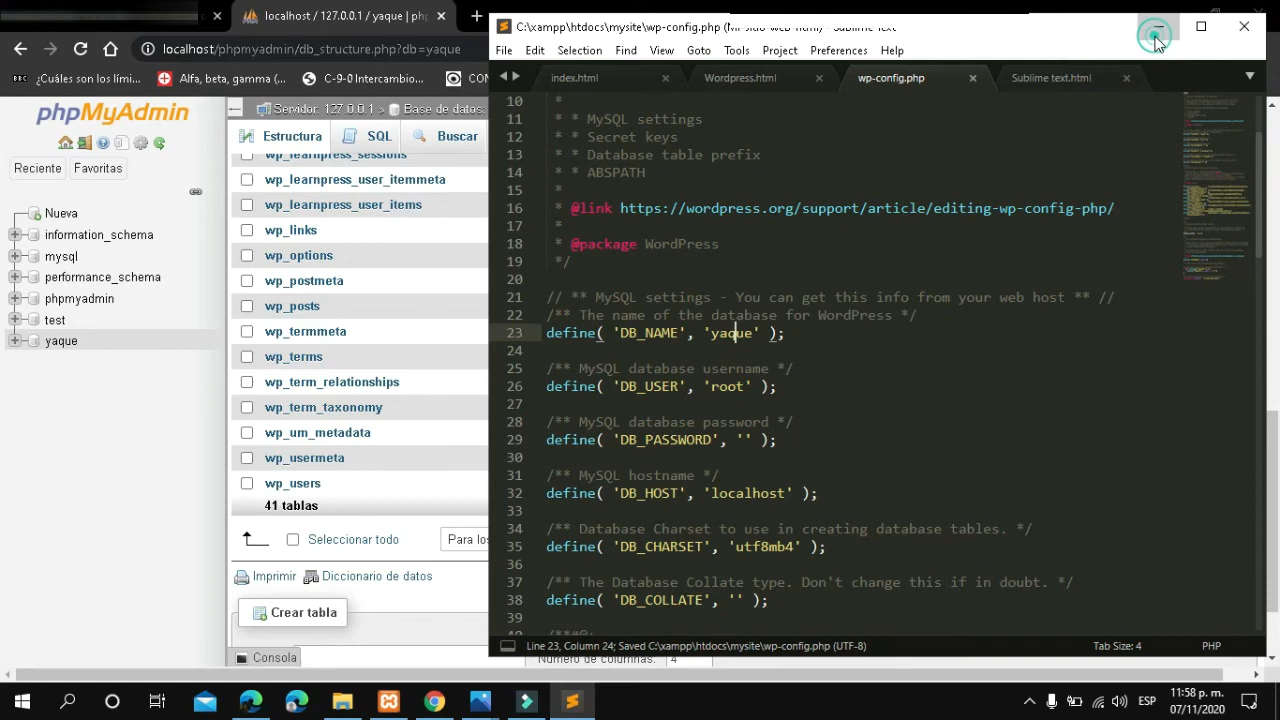 localhost / 127.0.0.1 / yaque / p
/phpmyadmin/db_structure.php?db=yaque
¿Cuáles son los lími...
Alfa, beta, gamma (...
C-9-0 Intercambio
phpMyAdmin
Reciente
Favoritas
Nueva
information_schema
mysql
performance_schema
phpmyadmin
test
yaque
Servidor: 127.0.0.1 » Base de datos:
Estructura
SQL
Buscar
wp_learnpress_sessions
wp_learnpress_user_itemmeta
wp_learnpress_user_items
wp_links
wp_options
wp_postmeta
wp_posts
wp_termmeta
wp_terms
wp_term_relationships
wp_term_taxonomy
wp_um_metadata
wp_usermeta
wp_users
41 tablas
Seleccionar todo
Para los
Imprimir
Diccionario de datos
Crear tabla
Consola
Número de columnas: 4
C:\xampp\htdocs\mysite\wp-config.php
File Edit Selection Find View Goto Tools Project Preferences Help
index.html
Wordpress.html
wp-config.php
Sublime text.html
10 *
11 * * MySQL settings
12 * * Secret keys
13 * * Database table prefix
14 * * ABSPATH
15 *
16 * @link https://wordpress.org/support/article/editing-wp-config-php/
17 *
18 * @package WordPress
19 */
20
21 // ** MySQL settings - You can get this info from your web host ** //
22 /** The name of the database for WordPress */
23 define( 'DB_NAME', 'yaque' );
24
25 /** MySQL database username */
26 define( 'DB_USER', 'root' );
27
28 /** MySQL database password */
29 define( 'DB_PASSWORD', '' );
30
31 /** MySQL hostname */
32 define( 'DB_HOST', 'localhost' );
33
34 /** Database Charset to use in creating database tables. */
35 define( 'DB_CHARSET', 'utf8mb4' );
36
37 /** The Database Collate type. Don't change this if in doubt. */
38 define( 'DB_COLLATE', '' );
39
Line 23, Column 24; Saved C:\xampp\htdocs\mysite\wp-config.php (UTF-8)
Tab Size: 4
PHP
ESP
11:58 p. m.
07/11/2020